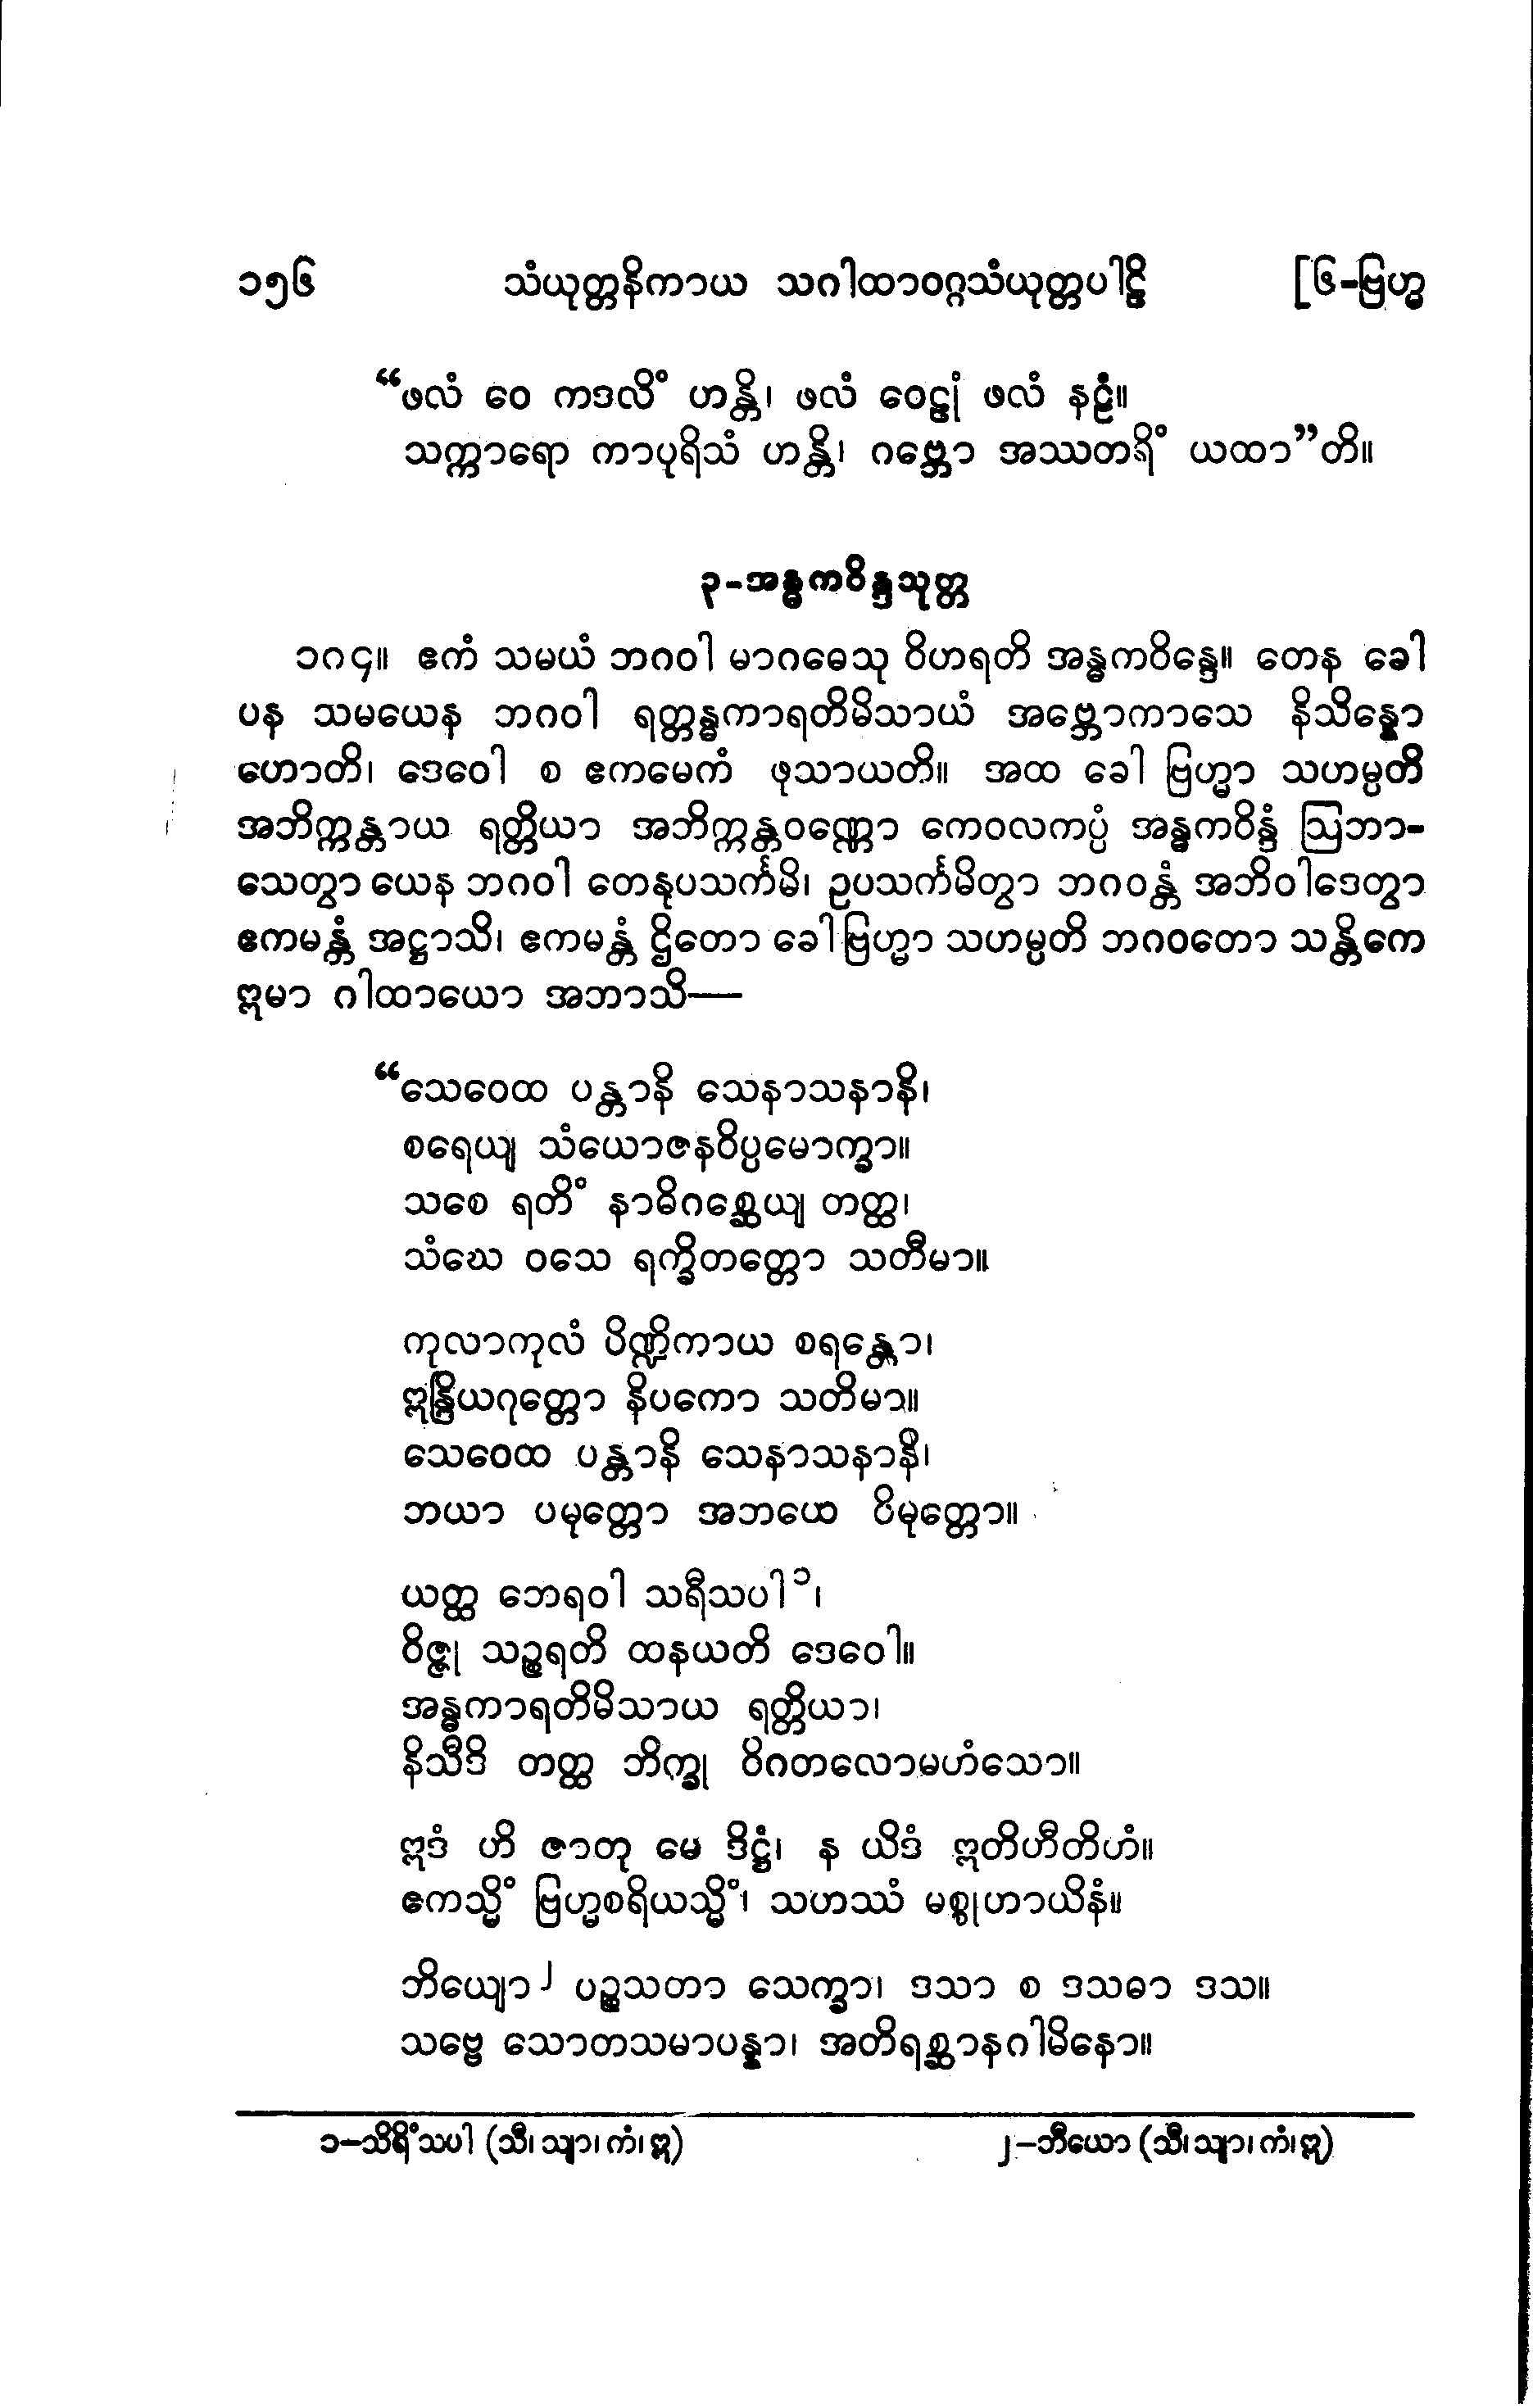 ၁၅၆ သံယုတ္တနိကာယ သဂါထာဝဂ္ဂသံယုတ္တပါဠိ [၆-ဗြဟ္မ
“ဖလံ ဝေ ကဒလိံ ဟန္တိ၊ ဖလံ ဝေဠုံ ဖလံ နဠံ။
သက္ကာရော ကာပုရိသံ ဟန္တိ၊ ဂဗ္ဘော အဿတရိံ ယထာ”တိ။
၃-အန္ဓကဝိန္ဒသုတ္တ
၁၈၄။ ဧကံ သမယံ ဘဂဝါ မာဂဓေသု ဝိဟရတိ အန္ဓကဝိန္ဒေ။ တေန ခေါ
ပန သမယေန ဘဂဝါ ရတ္တန္ဓကာရတိမိသာယံ အဗ္ဘောကာသေ နိသိန္နော
ဟောတိ၊ ဒေဝေါ စ ဧကမေကံ ဖုသာယတိ။ အထ ခေါ ဗြဟ္မာ သဟမ္ပတိ
အဘိက္ကန္တာယ ရတ္တိယာ အဘိက္ကန္တဝဏ္ဏော ကေဝလကပ္ပံ အန္ဓကဝိန္ဒံ ဩဘာ-
သေတွာ ယေန ဘဂဝါ တေနုပသင်္ကမိ၊ ဥပသင်္ကမိတွာ ဘဂဝန္တံ အဘိဝါဒေတွာ
ဧကမန္တံ အဋ္ဌာသိ၊ ဧကမန္တံ ဌိတော ခေါ ဗြဟ္မာ သဟမ္ပတိ ဘဂဝတော သန္တိကေ
ဣမာ ဂါထာယော အဘာသိ—
“သေဝေထ ပန္တာနိ သေနာသနာနိ၊
စရေယျ သံယောဇနဝိပ္ပမောက္ခာ။
သစေ ရတိံ နာဓိဂစ္ဆေယျ တတ္ထ၊
သံဃေ ဝသေ ရက္ခိတတ္တော သတီမာ။
ကုလာကုလံ ပိဏ္ဍိကာယ စရန္တော၊
ဣန္ဒြိယဂုတ္တော နိပကော သတိမာ။
သေဝေထ ပန္တာနိ သေနာသနာနိ၊
ဘယာ ပမုတ္တော အဘယေ ဝိမုတ္တော။
ယတ္ထ ဘေရဝါ သရီသပါ၁၊
ဝိဇ္ဇု သဉ္စရတိ ထနယတိ ဒေဝေါ။
အန္ဓကာရတိမိသာယ ရတ္တိယာ၊
နိသီဒိ တတ္ထ ဘိက္ခု ဝိဂတလောမဟံသော။
ဣဒံ ဟိ ဇာတု မေ ဒိဋ္ဌံ၊ န ယိဒံ ဣတိဟီတိဟံ။
ဧကသ္မိံ ဗြဟ္မစရိယသ္မိံ၊ သဟဿံ မစ္စုဟာယိနံ။
ဘိယျော၂ ပဉ္စသတာ သေက္ခာ၊ ဒသာ စ ဒသဓာ ဒသ။
သဗ္ဗေ သောတသမာပန္နာ၊ အတိရစ္ဆာနဂါမိနော။
၁–သိရိံသပါ (သီ၊ သျာ၊ ကံ၊ ဣ) ၂–ဘီယော (သီ၊ သျာ၊ ကံ၊ ဣ)